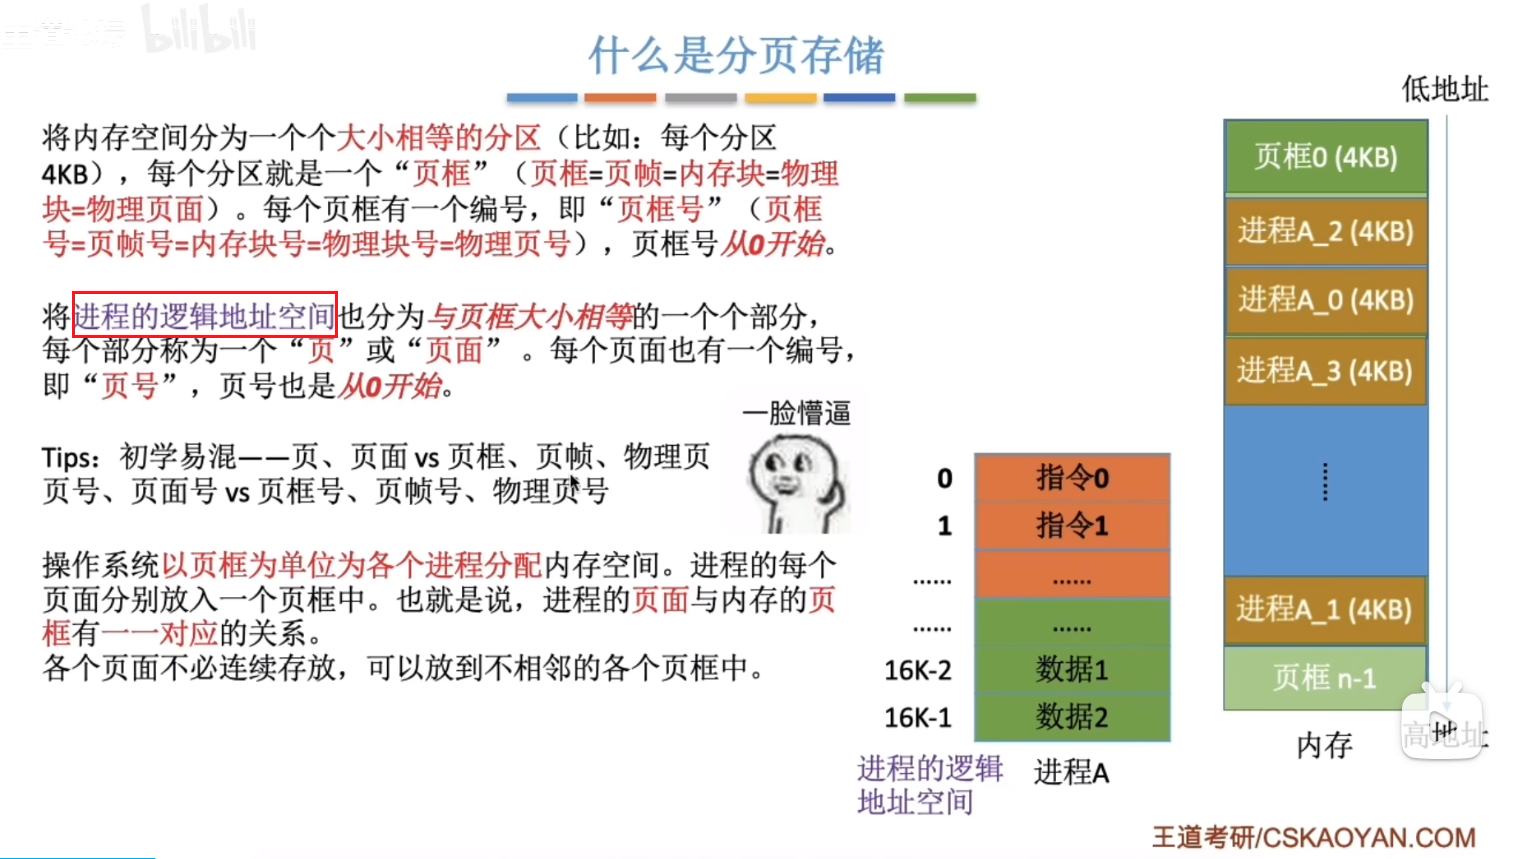 bilibili
什么是分页存储
低地址
将内存空间分为一个个大小相等的分区（比如：每个分区
4KB），每个分区就是一个“页框”（页框=页帧=内存块=物理
块=物理页面）。每个页框有一个编号，即“页框号”（页框
号=页帧号=内存块号=物理块号=物理页号），页框号从0开始。
将进程的逻辑地址空间也分为与页框大小相等的一个个部分，
每个部分称为一个“页”或“页面” 。每个页面也有一个编号，
即“页号”，页号也是从0开始。
Tips：初学易混——页、页面 vs 页框、页帧、物理页
页号、页面号 vs 页框号、页帧号、物理页号
一脸懵逼
操作系统以页框为单位为各个进程分配内存空间。进程的每个
页面分别放入一个页框中。也就是说，进程的页面与内存的页
框有一一对应的关系。
各个页面不必连续存放，可以放到不相邻的各个页框中。
0 指令0
1 指令1
…… ……
…… ……
16K-2 数据1
16K-1 数据2
进程的逻辑
地址空间
进程A
页框0 (4KB)
进程A_2 (4KB)
进程A_0 (4KB)
进程A_3 (4KB)
……
进程A_1 (4KB)
页框 n-1
内存
高地址
王道考研/CSKAOYAN.COM